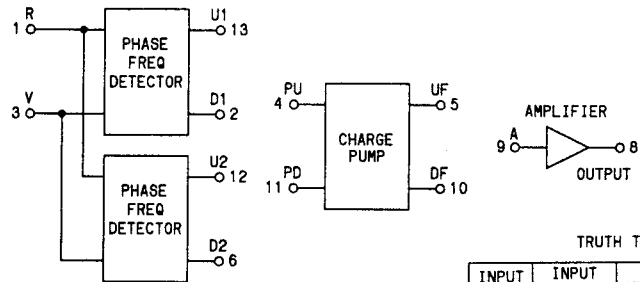 R
1
U1
13
PHASE
FREQ
DETECTOR
V
3
D1
2
U2
12
PHASE
FREQ
DETECTOR
D2
6
PU
4
UF
5
CHARGE
PUMP
PD
11
DF
10
AMPLIFIER
A
9
8
OUTPUT
TRUTH T
INPUT
INPUT